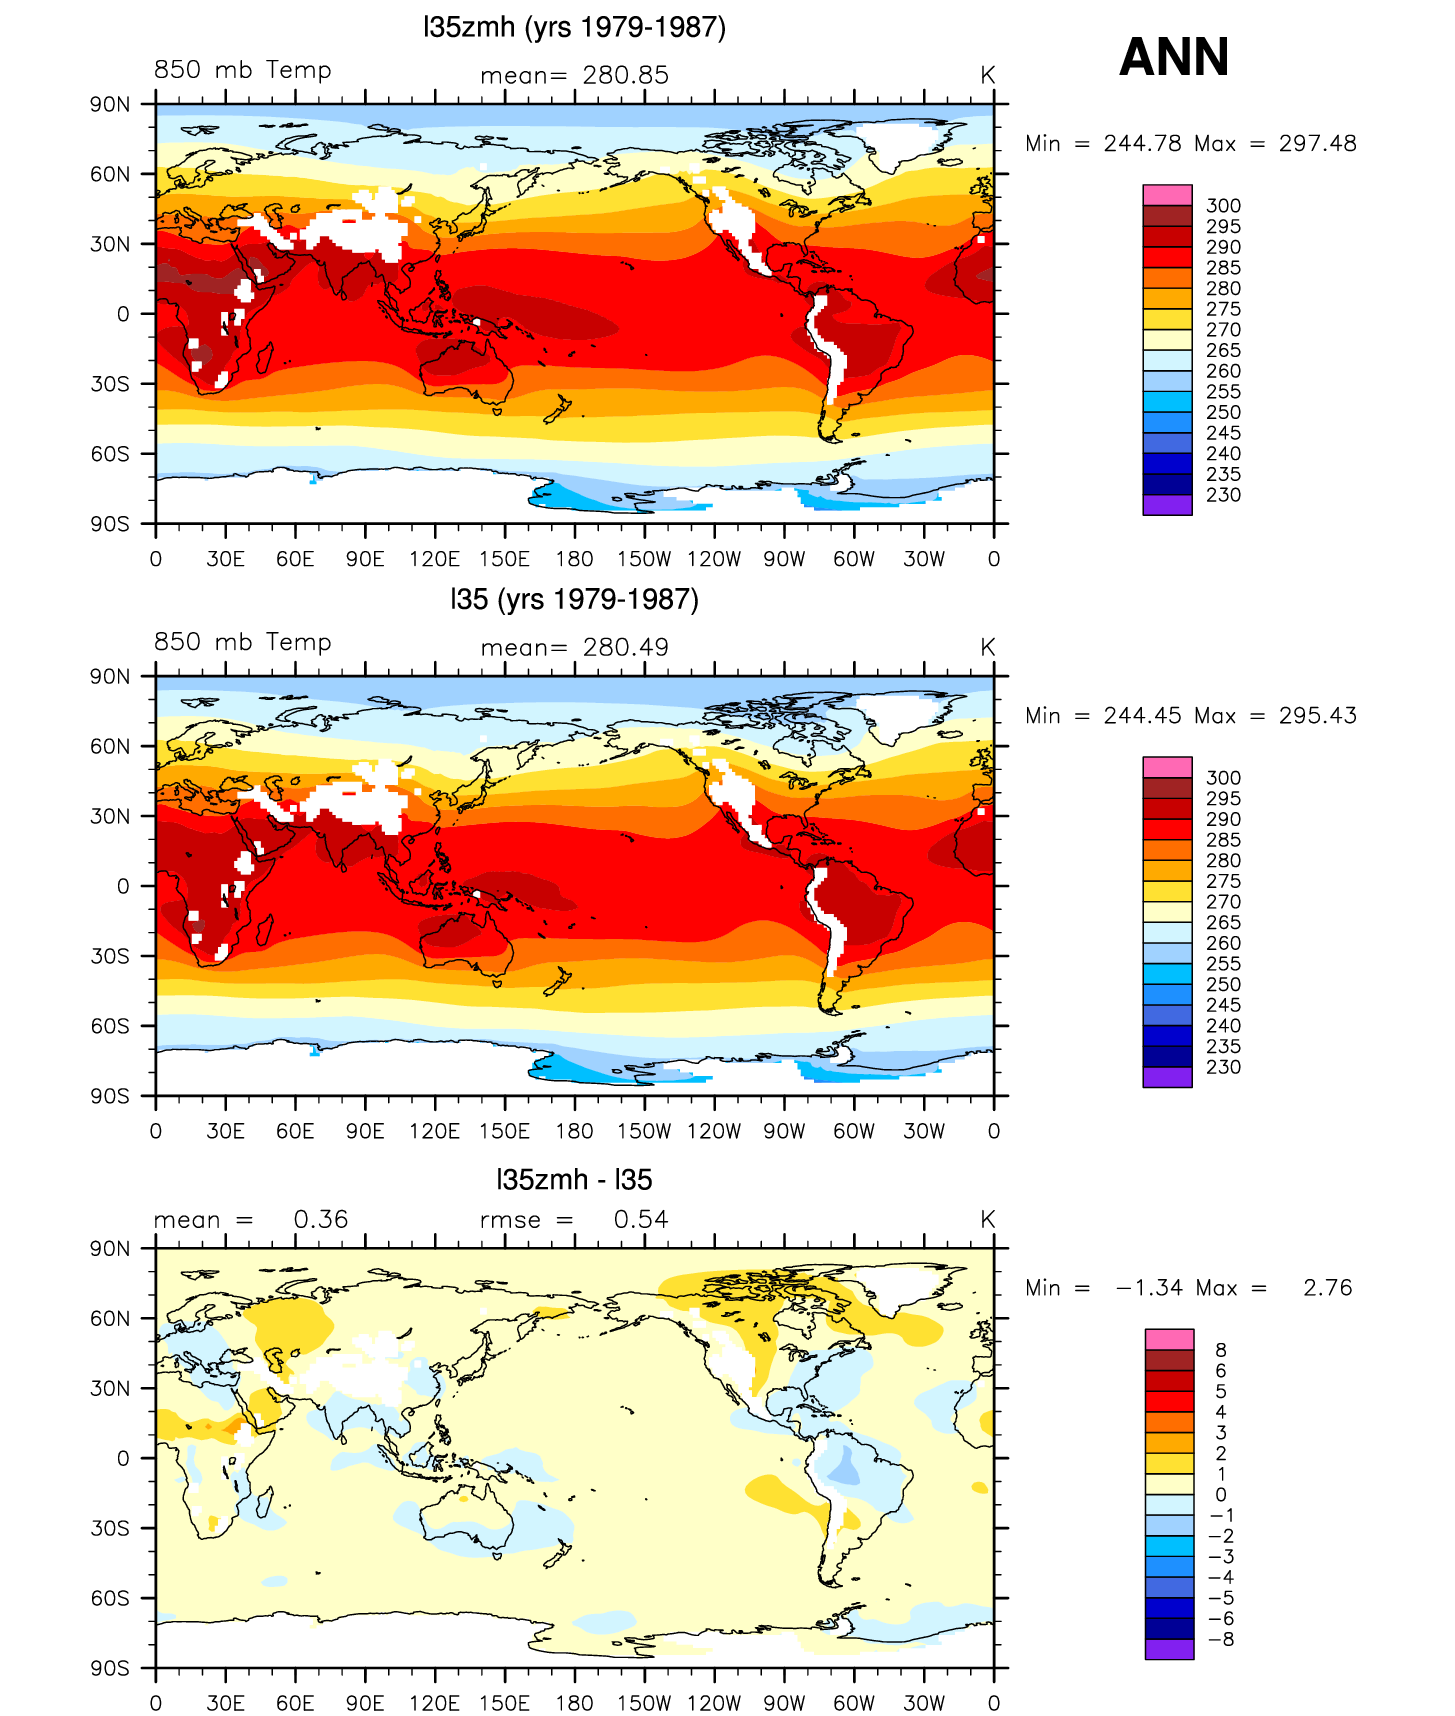 l35zmh (yrs 1979-1987)
ANN
850 mb Temp mean= 280.85 K
Min = 244.78 Max = 297.48
90N
60N
30N
0
30S
60S
90S
0 30E 60E 90E 120E 150E 180 150W 120W 90W 60W 30W 0
300
295
290
285
280
275
270
265
260
255
250
245
240
235
230
l35 (yrs 1979-1987)
850 mb Temp mean= 280.49 K
Min = 244.45 Max = 295.43
90N
60N
30N
0
30S
60S
90S
0 30E 60E 90E 120E 150E 180 150W 120W 90W 60W 30W 0
300
295
290
285
280
275
270
265
260
255
250
245
240
235
230
l35zmh - l35
mean = 0.36 rmse = 0.54 K
Min = -1.34 Max = 2.76
90N
60N
30N
0
30S
60S
90S
0 30E 60E 90E 120E 150E 180 150W 120W 90W 60W 30W 0
8
6
5
4
3
2
1
0
-1
-2
-3
-4
-5
-6
-8